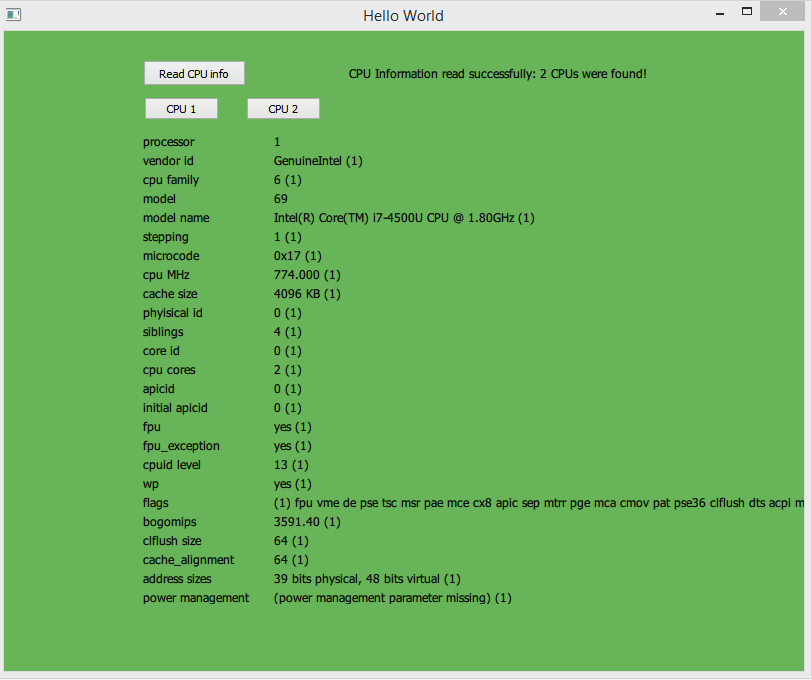 Hello World
Read CPU info CPU Information read successfully: 2 CPUs were found!
CPU 1 CPU 2
processor 1
vendor id GenuineIntel (1)
cpu family 6 (1)
model 69
model name Intel(R) Core(TM) i7-4500U CPU @ 1.80GHz (1)
stepping 1 (1)
microcode 0x17 (1)
cpu MHz 774.000 (1)
cache size 4096 KB (1)
phyisical id 0 (1)
siblings 4 (1)
core id 0 (1)
cpu cores 2 (1)
apicid 0 (1)
initial apicid 0 (1)
fpu yes (1)
fpu_exception yes (1)
cpuid level 13 (1)
wp yes (1)
flags (1) fpu vme de pse tsc msr pae mce cx8 apic sep mtrr pge mca cmov pat pse36 clflush dts acpi m
bogomips 3591.40 (1)
clflush size 64 (1)
cache_alignment 64 (1)
address sizes 39 bits physical, 48 bits virtual (1)
power management (power management parameter missing) (1)